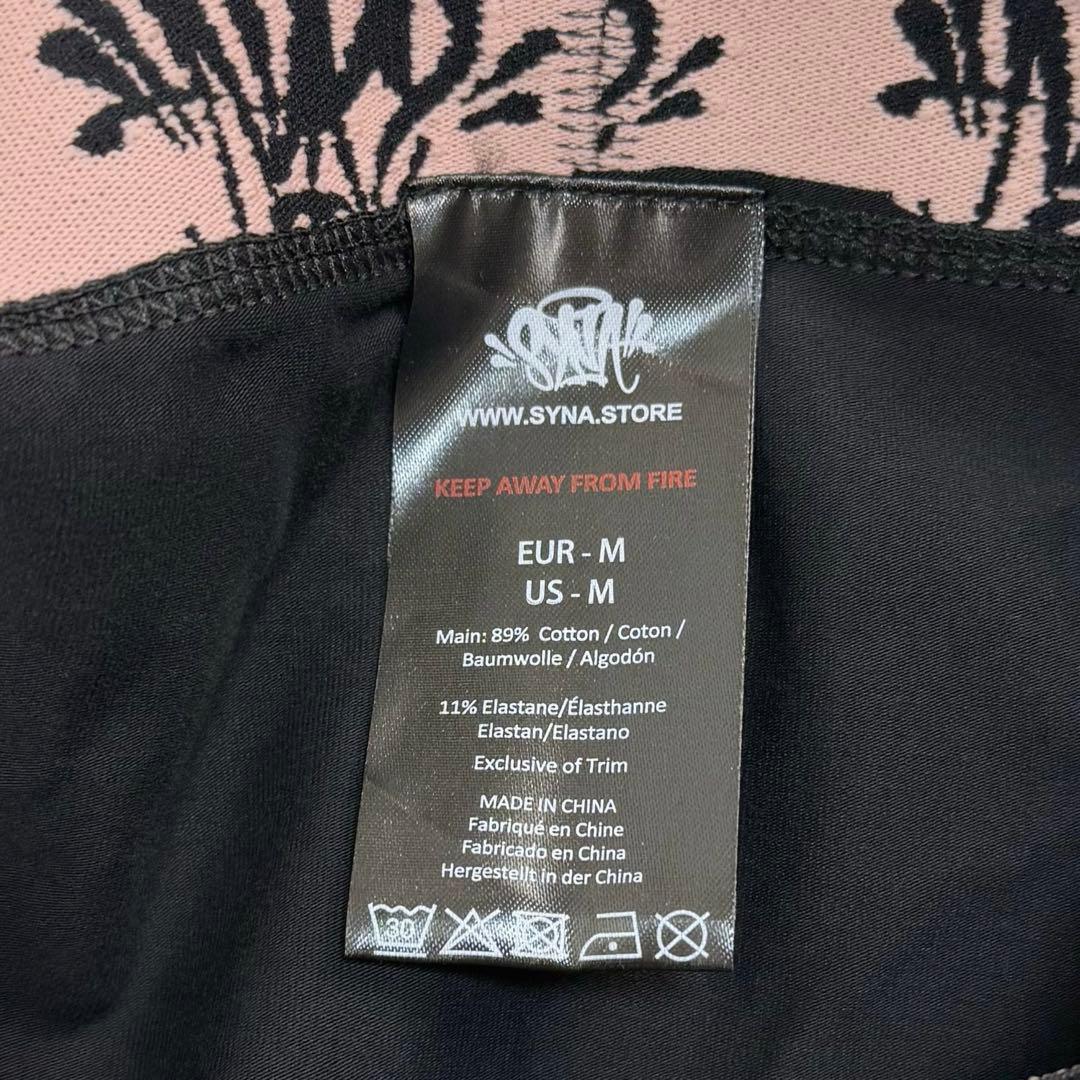 SYNA
WWW.SYNA.STORE
KEEP AWAY FROM FIRE
EUR - M
US - M
Main: 89% Cotton / Coton /
Baumwolle / Algodón
11% Elastane/Élasthanne
Elastan/Elastano
Exclusive of Trim
MADE IN CHINA
Fabriqué en Chine
Fabricado en China
Hergestellt in der China
30